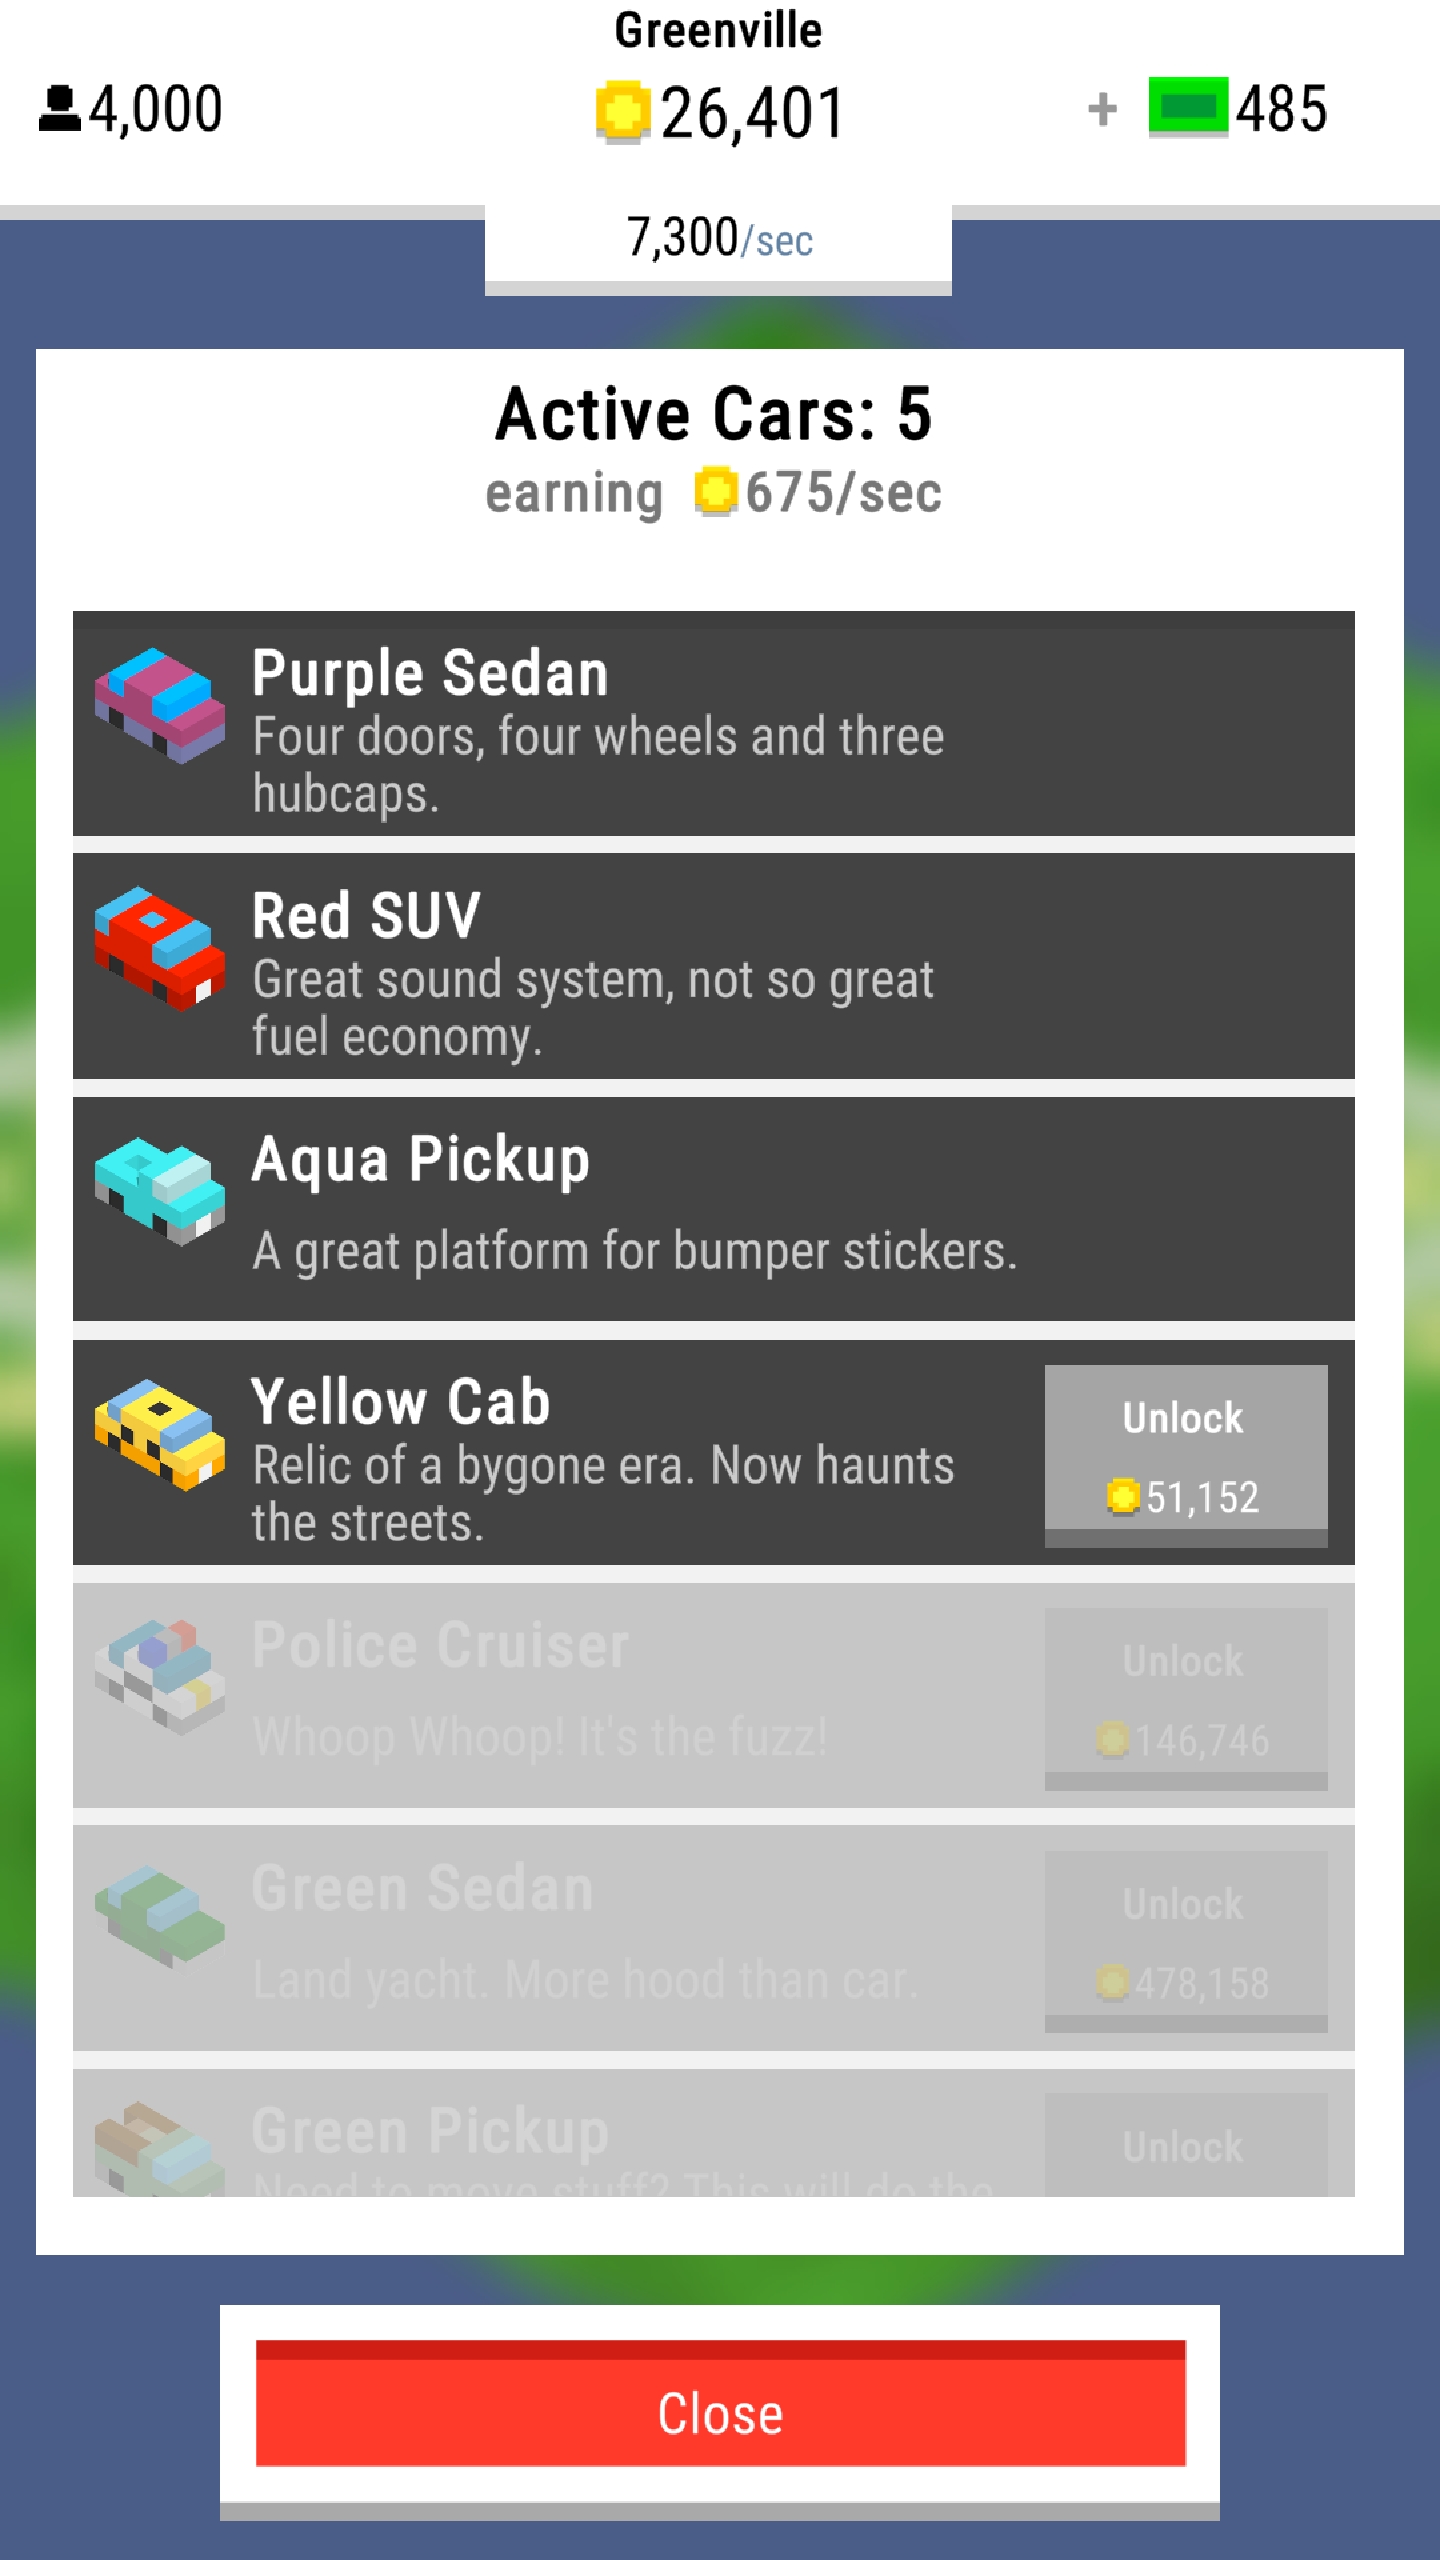 Greenville
4,000
26,401
+ 485
7,300/sec
Active Cars: 5
earning 675/sec
Purple Sedan
Four doors, four wheels and three
hubcaps.
Red SUV
Great sound system, not so great
fuel economy.
Aqua Pickup
A great platform for bumper stickers.
Yellow Cab
Relic of a bygone era. Now haunts
the streets.
Unlock
51,152
Police Cruiser
Whoop Whoop! It's the fuzz!
Unlock
146,746
Green Sedan
Land yacht. More hood than car.
Unlock
478,158
Green Pickup
Need to move stuff? This will do the
Unlock
Close